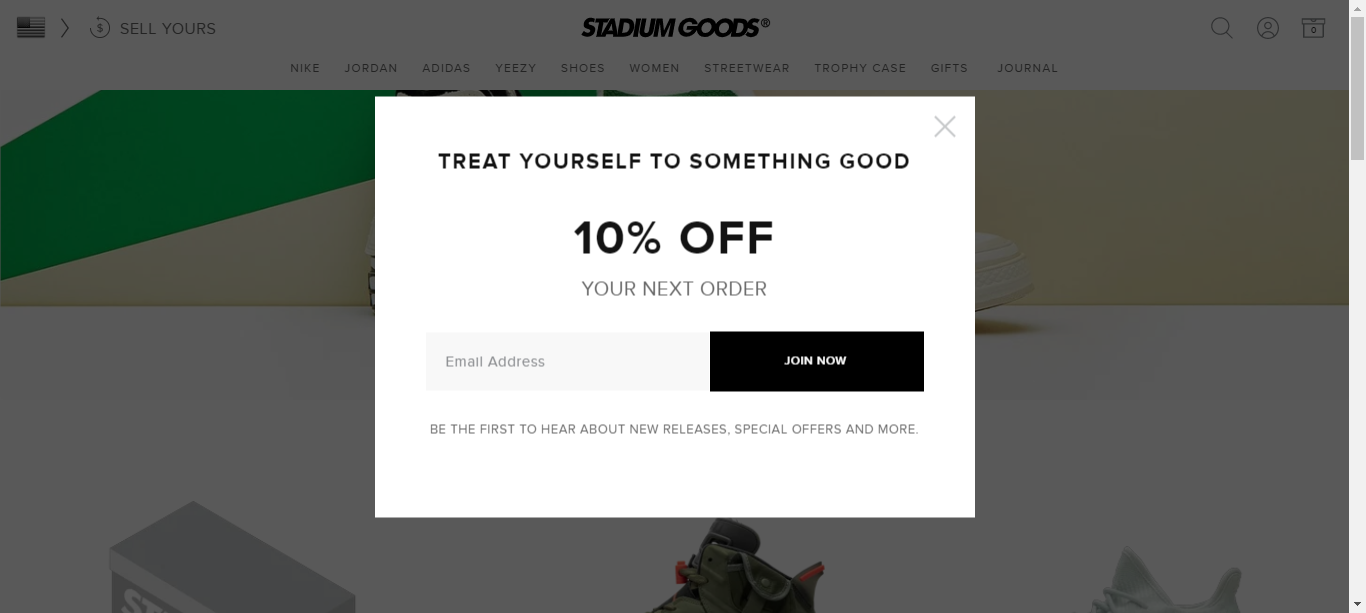 SELL YOURS
STADIUM GOODS®
0
NIKE JORDAN ADIDAS YEEZY SHOES WOMEN STREETWEAR TROPHY CASE GIFTS JOURNAL
TREAT YOURSELF TO SOMETHING GOOD
10% OFF
YOUR NEXT ORDER
Email Address JOIN NOW
BE THE FIRST TO HEAR ABOUT NEW RELEASES, SPECIAL OFFERS AND MORE.